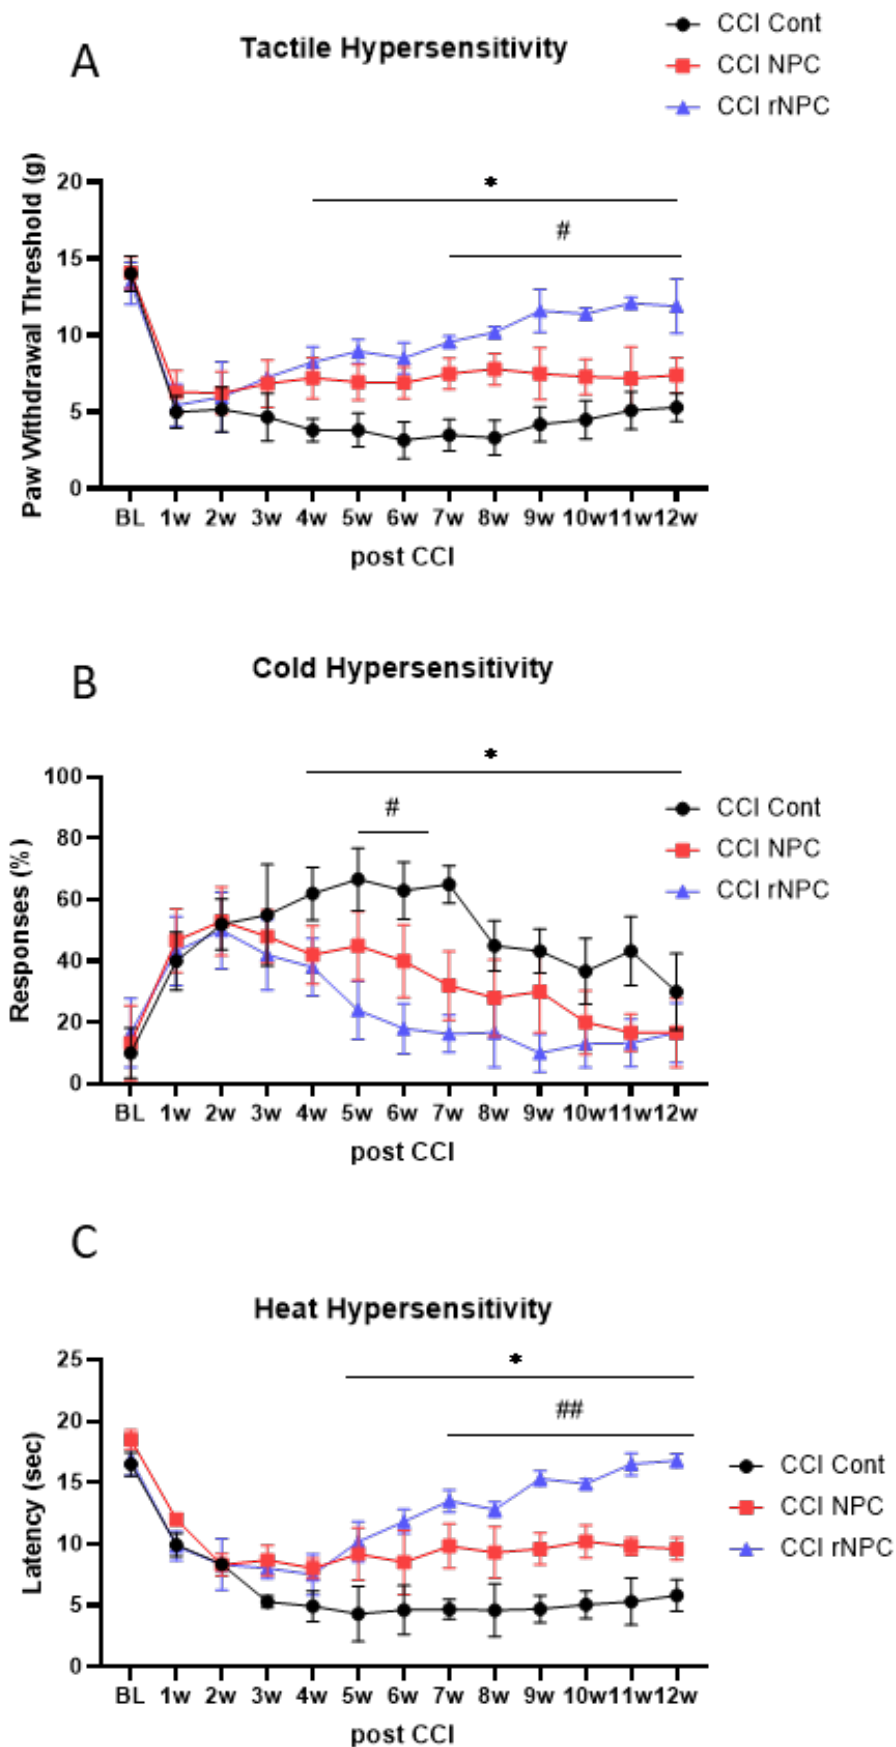 A
Tactile Hypersensitivity
CCI Cont
CCI NPC
CCI rNPC
Paw Withdrawal Threshold (g)
20
15
10
5
0
*
#
BL 1w 2w 3w 4w 5w 6w 7w 8w 9w 10w 11w 12w
post CCI
B
Cold Hypersensitivity
Responses (%)
100
80
60
40
20
0
*
#
CCI Cont
CCI NPC
CCI rNPC
BL 1w 2w 3w 4w 5w 6w 7w 8w 9w 10w 11w 12w
post CCI
C
Heat Hypersensitivity
Latency (sec)
25
20
15
10
5
0
*
##
CCI Cont
CCI NPC
CCI rNPC
BL 1w 2w 3w 4w 5w 6w 7w 8w 9w 10w 11w 12w
post CCI